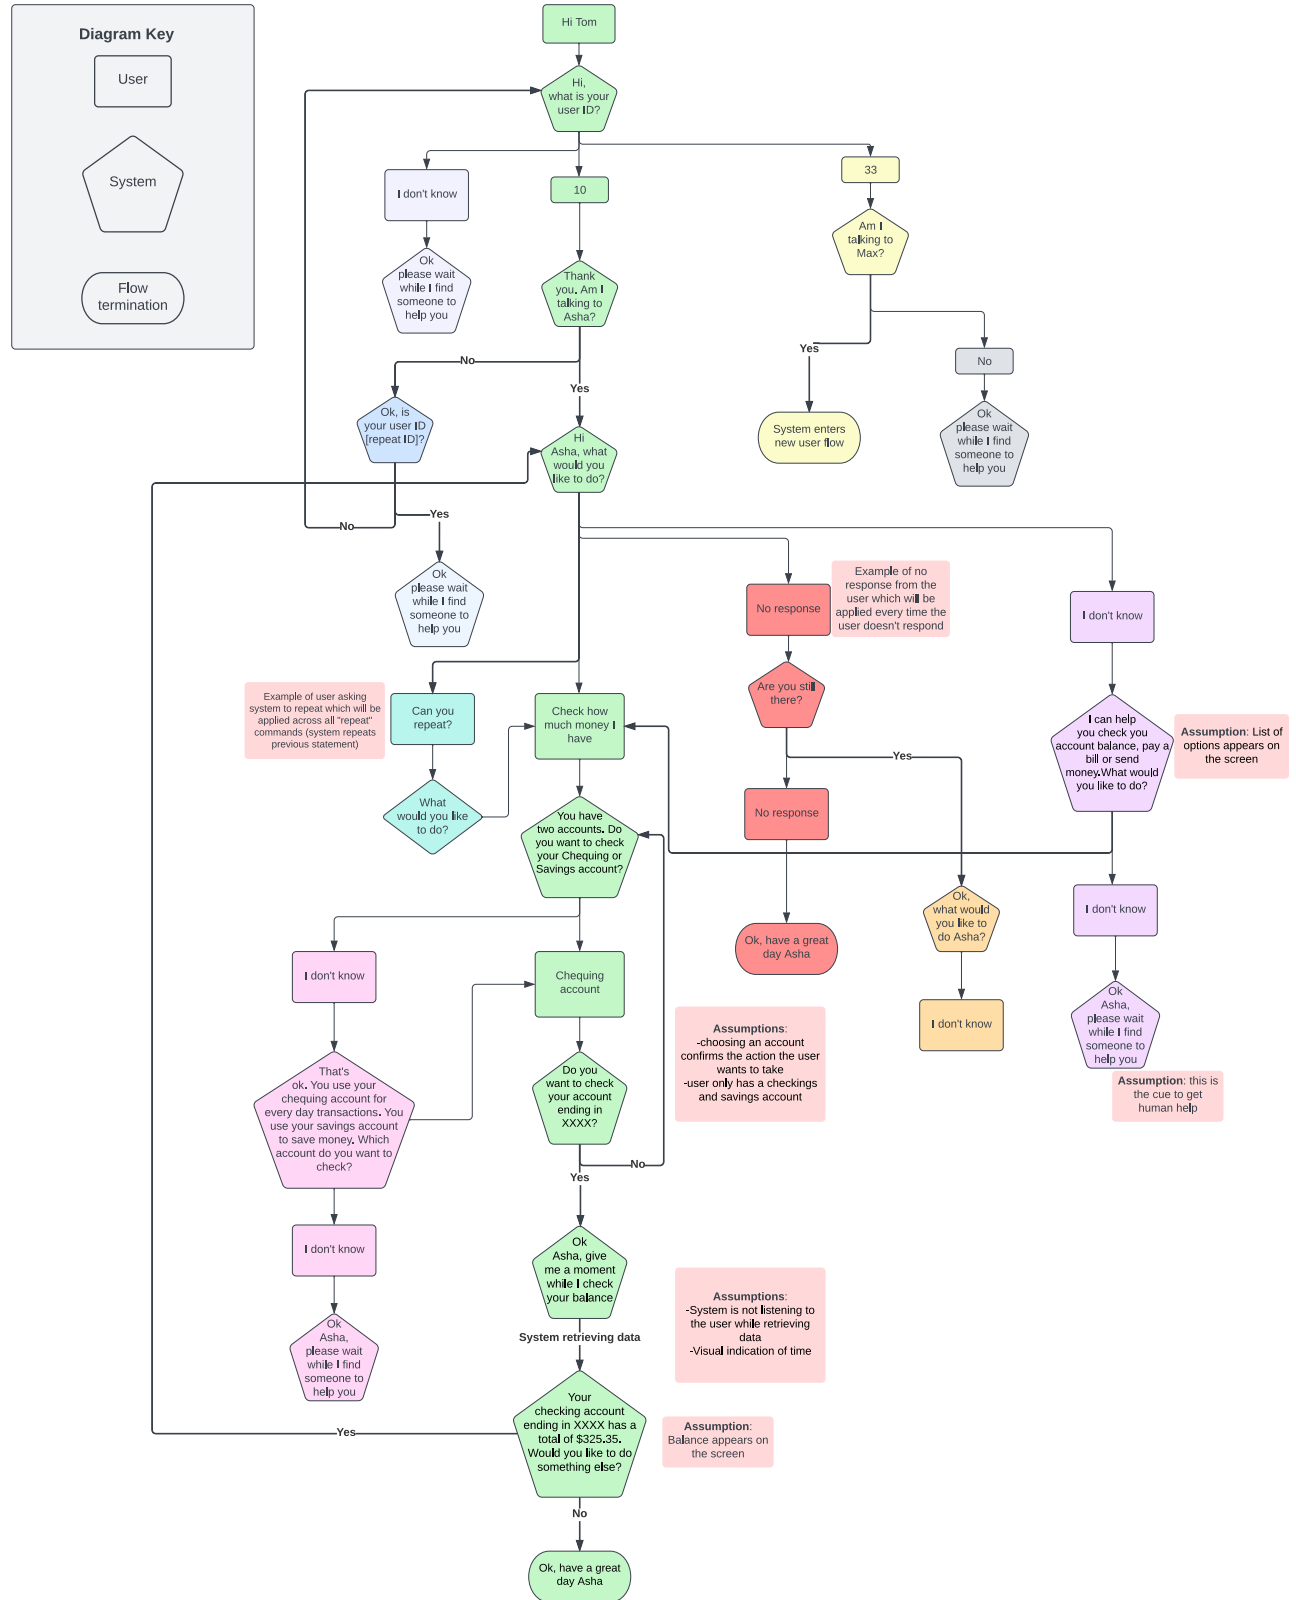 Diagram Key
User
System
Flow
termination
Hi Tom
Hi,
what is your
user ID?
I don't know
10
33
Ok
please wait
while I find
someone to
help you
Thank
you. Am I
talking to
Asha?
Am I
talking to
Max?
No
Yes
Yes
No
Ok, is
your user ID
[repeat ID]?
Hi
Asha, what
would you
like to do?
System enters
new user flow
Ok
please wait
while I find
someone to
help you
No
Yes
Ok
please wait
while I find
someone to
help you
No response
Example of no
response from the
user which will be
applied every time the
user doesn't respond
I don't know
Example of user asking
system to repeat which will be
applied across all "repeat"
commands (system repeats
previous statement)
Can you
repeat?
Check how
much money I
have
Are you still
there?
I can help
you check you
account balance, pay a
bill or send
money.What would
you like to do?
Assumption: List of
options appears on
the screen
Yes
What
would you like
to do?
You have
two accounts. Do
you want to check
your Chequing or
Savings account?
No response
Ok,
what would
you like to
do Asha?
I don't know
Ok, have a great
day Asha
I don't know
Chequing
account
I don't know
Ok
Asha,
please wait
while I find
someone to
help you
Assumptions:
-choosing an account
confirms the action the user
wants to take
-user only has a checkings
and savings account
Assumption: this is
the cue to get
human help
That's
ok. You use your
chequing account for
every day transactions. You
use your savings account
to save money. Which
account do you want to
check?
Do you
want to check
your account
ending in
XXXX?
No
Yes
I don't know
Ok
Asha, give
me a moment
while I check
your balance
Assumptions:
-System is not listening to
the user while retrieving
data
-Visual indication of time
Ok
Asha,
please wait
while I find
someone to
help you
System retrieving data
Your
checking account
ending in XXXX has a
total of $325.35.
Would you like to do
something else?
Assumption:
Balance appears on
the screen
Yes
No
Ok, have a great
day Asha